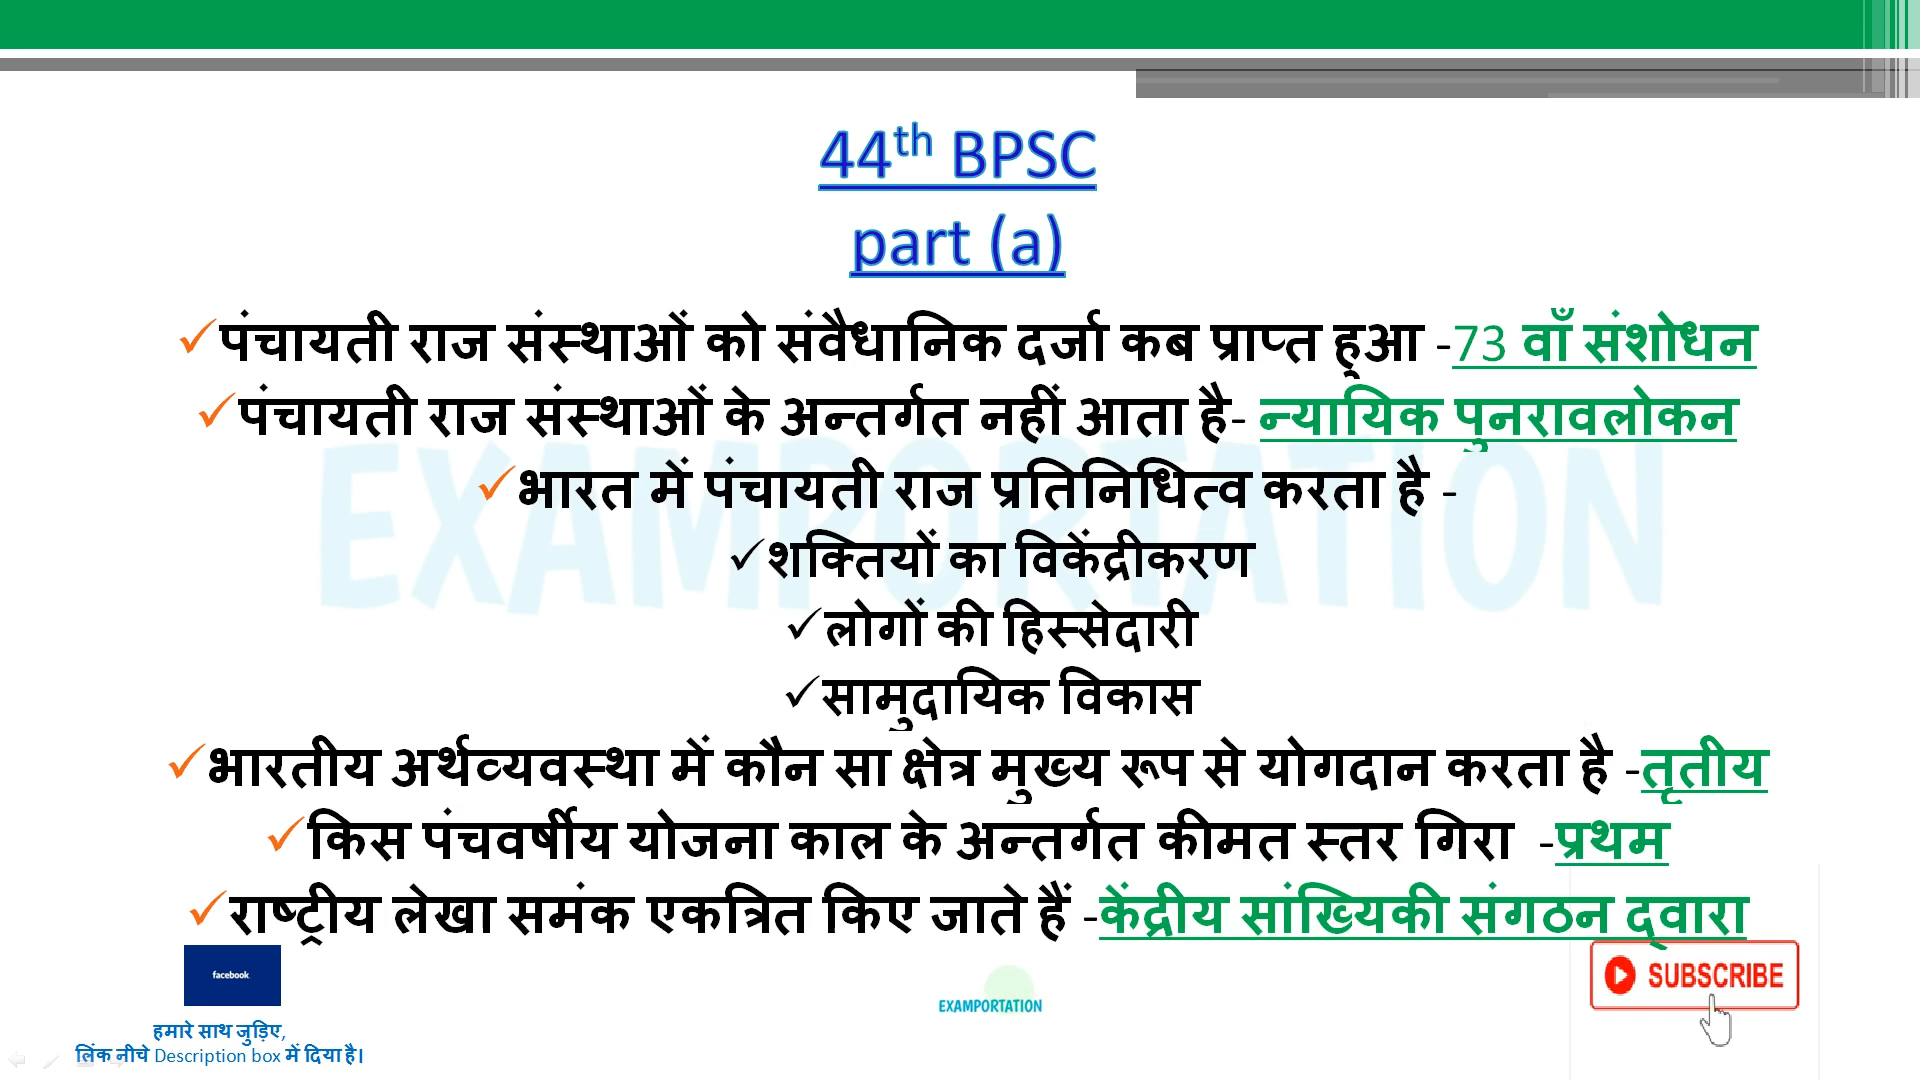 44th BPSC
part (a)
✓पंचायती राज संस्थाओं को संवैधानिक दर्जा कब प्राप्त हुआ -73 वाँ संशोधन
✓पंचायती राज संस्थाओं के अन्तर्गत नहीं आता है- न्यायिक पुनरावलोकन
✓भारत में पंचायती राज प्रतिनिधित्व करता है -
✓शक्तियों का विकेंद्रीकरण
✓लोगों की हिस्सेदारी
✓सामुदायिक विकास
✓भारतीय अर्थव्यवस्था में कौन सा क्षेत्र मुख्य रूप से योगदान करता है -तृतीय
✓किस पंचवर्षीय योजना काल के अन्तर्गत कीमत स्तर गिरा -प्रथम
✓राष्ट्रीय लेखा समंक एकत्रित किए जाते हैं -केंद्रीय सांख्यिकी संगठन द्वारा
EXAMPORTATION
facebook
हमारे साथ जुड़िए,
लिंक नीचे Description box में दिया है।
EXAMPORTATION
SUBSCRIBE